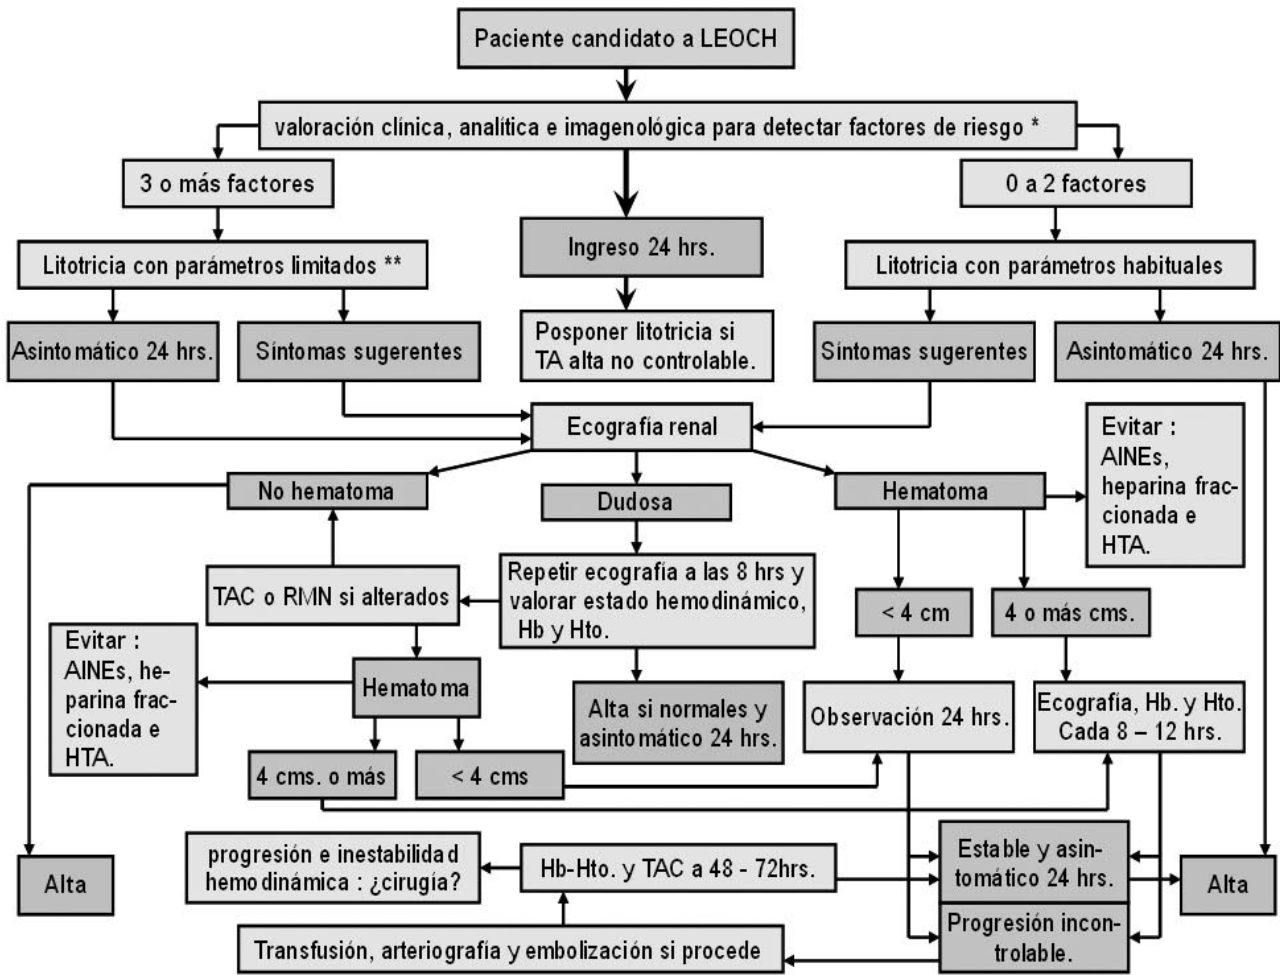 Paciente candidato a LEOCH
valoración clínica, analítica e imagenológica para detectar factores de riesgo *
3 o más factores
0 a 2 factores
Ingreso 24 hrs.
Litotricia con parámetros limitados **
Litotricia con parámetros habituales
Asintomático 24 hrs.
Síntomas sugerentes
Posponer litotricia si
TA alta no controlable.
Síntomas sugerentes
Asintomático 24 hrs.
Ecografía renal
Evitar :
AINEs,
heparina frac-
cionada e
HTA.
No hematoma
Dudosa
Hematoma
TAC o RMN si alterados
Repetir ecografía a las 8 hrs y
valorar estado hemodinámico,
Hb y Hto.
< 4 cm
4 o más cms.
Evitar :
AINEs, he-
parina frac-
cionada e
HTA.
Hematoma
Alta si normales y
asintomático 24 hrs.
Observación 24 hrs.
Ecografía, Hb. y Hto.
Cada 8 – 12 hrs.
4 cms. o más
< 4 cms
Alta
progresión e inestabilidad
hemodinámica : ¿cirugía?
Hb-Hto. y TAC a 48 - 72hrs.
Estable y asin-
tomático 24 hrs.
Alta
Transfusión, arteriografía y embolización si procede
Progresión incon-
trolable.